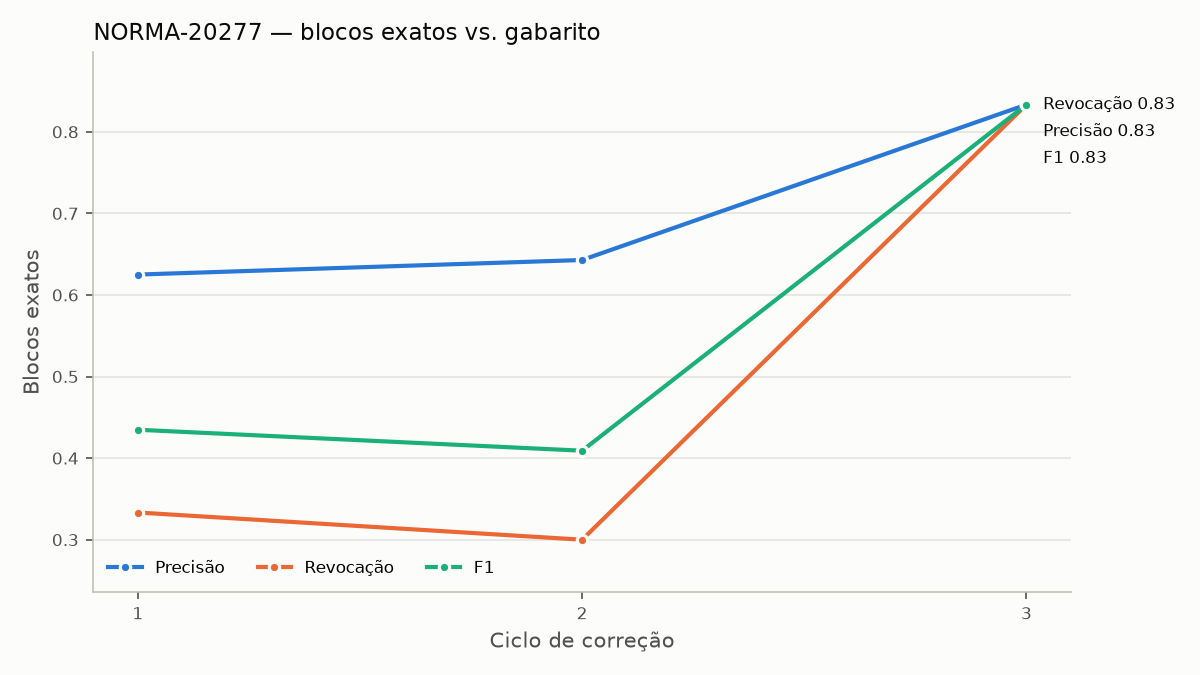 NORMA-20277 — blocos exatos vs. gabarito
Revocação 0.83
Precisão 0.83
F1 0.83
0.8
0.7
0.6
0.5
0.4
0.3
Blocos exatos
Precisão
Revocação
F1
1
2
3
Ciclo de correção